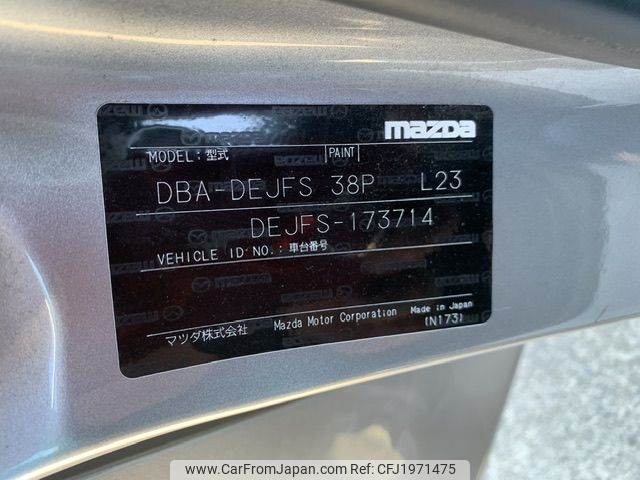 mazda
MODEL: 型式 PAINT
DBA-DEJFS 38P L23
DEJFS-173714
VEHICLE ID NO.: 車台番号
マツダ株式会社 Mazda Motor Corporation Made in Japan
(N173)
www.CarFromJapan.com ID: CFJ1971475